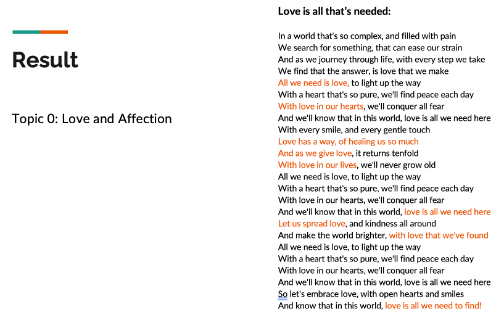 Result
Topic 0: Love and Affection
Love is all that's needed:
In a world that's so complex, and filled with pain
We search for something, that can ease our strain
And as we journey through life, with every step we take
We find that the answer, is love that we make
All we need is love, to light up the way
With a heart that's so pure, we'll find peace each day
With love in our hearts, we'll conquer all fear
And we'll know that in this world, love is all we need here
With every smile, and every gentle touch
Love has a way, of healing us so much
And as we give love, it returns tenfold
With love in our lives, we'll never grow old
All we need is love, to light up the way
With a heart that's so pure, we'll find peace each day
With love in our hearts, we'll conquer all fear
And we'll know that in this world, love is all we need here
Let us spread love, and kindness all around
And make the world brighter, with love that we've found
All we need is love, to light up the way
With a heart that's so pure, we'll find peace each day
With love in our hearts, we'll conquer all fear
And we'll know that in this world, love is all we need here
So let's embrace love, with open hearts and smiles
And know that in this world, love is all we need to find!